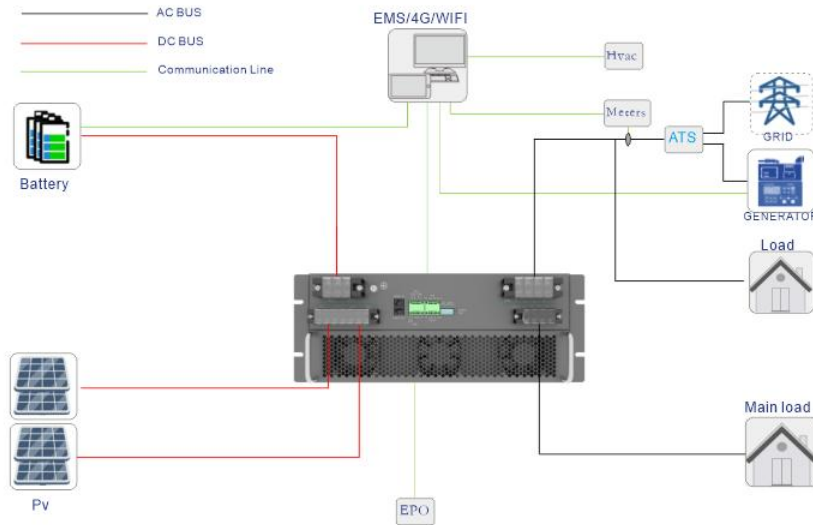 AC BUS
EMS/4G/WIFI
DC BUS
Communication Line
Hvac
Meters
ATS
GRID
Battery
GENERATOR
Load
Main load
Pv
EPO